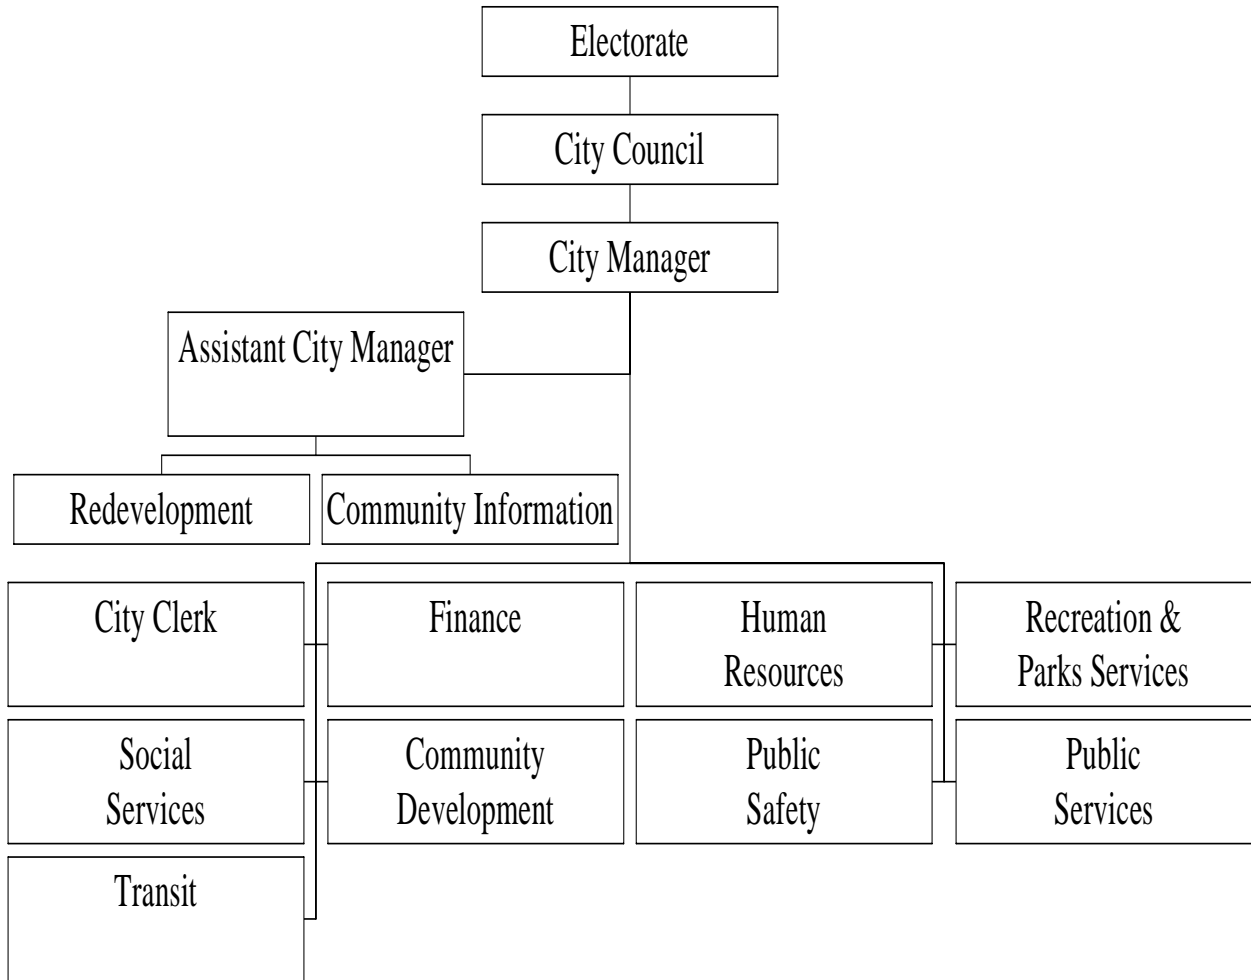 Electorate
City Council
City Manager
Assistant City Manager
Redevelopment
Community Information
City Clerk
Finance
Human
Resources
Recreation &
Parks Services
Social
Services
Community
Development
Public
Safety
Public
Services
Transit